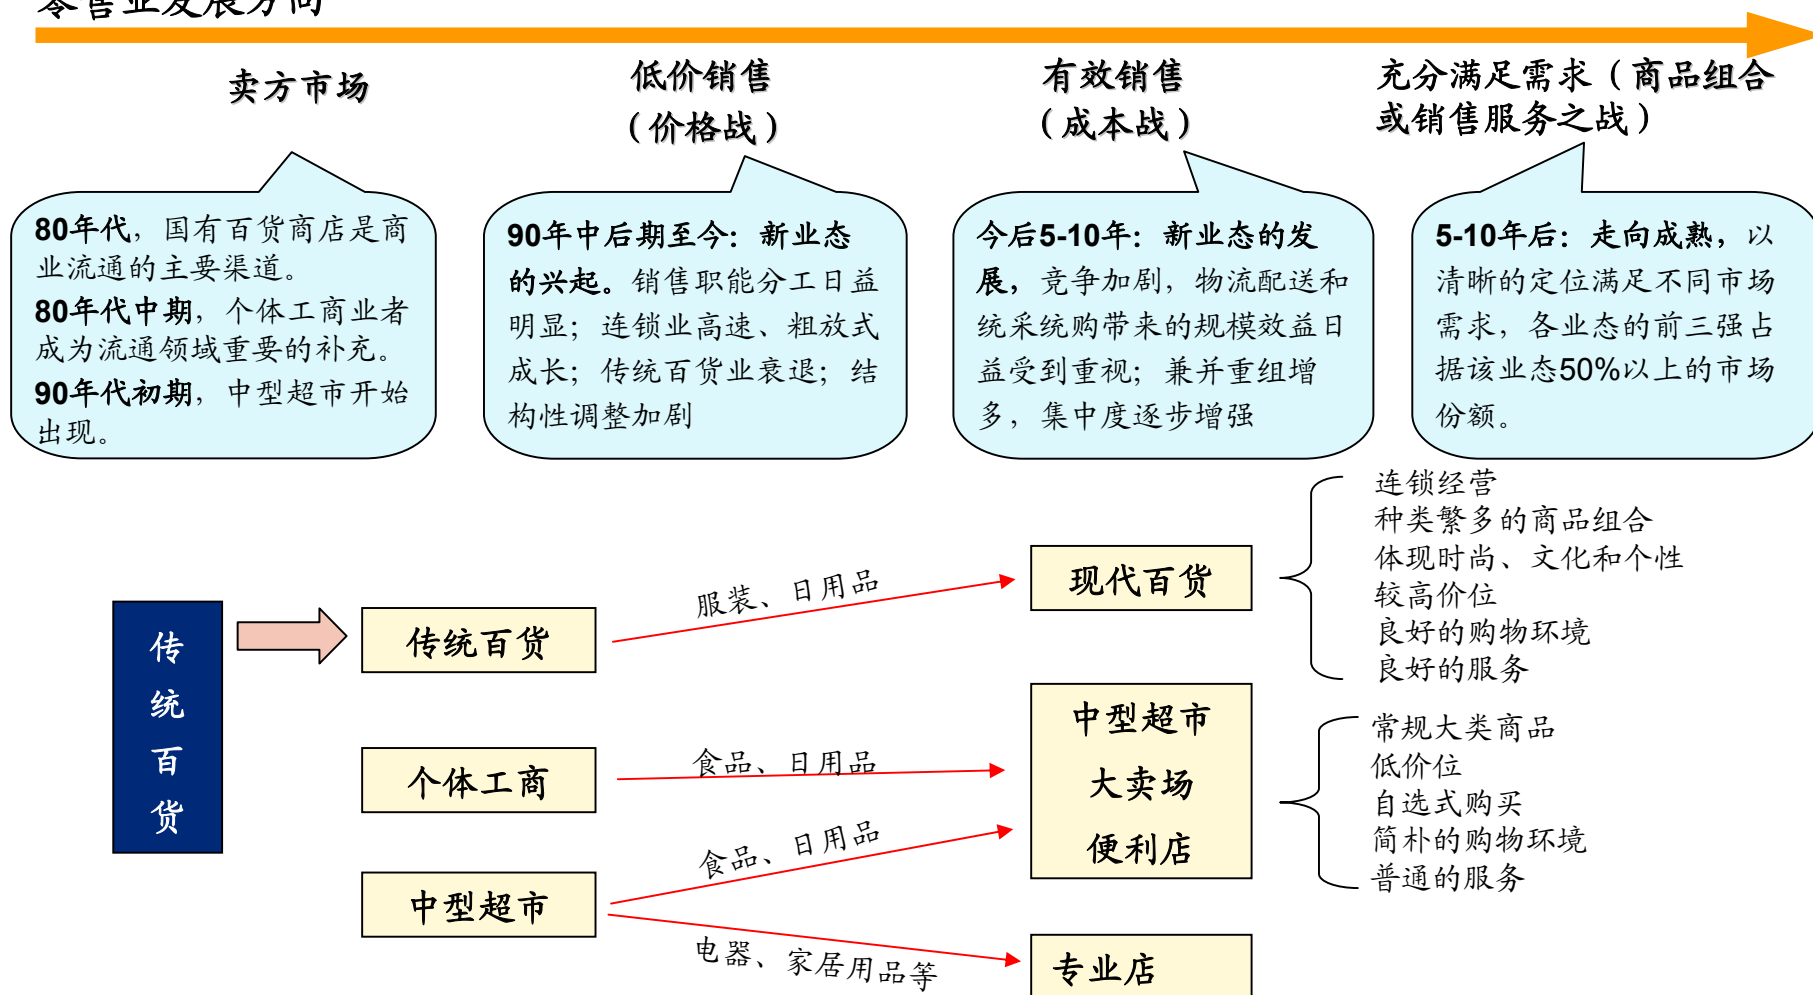 零售业发展方向
卖方市场
低价销售
（价格战）
有效销售
（成本战）
充分满足需求（商品组合
或销售服务之战）
80年代，国有百货商店是商
业流通的主要渠道。
80年代中期，个体工商业者
成为流通领域重要的补充。
90年代初期，中型超市开始
出现。
90年中后期至今：新业态
的兴起。销售职能分工日益
明显；连锁业高速、粗放式
成长；传统百货业衰退；结
构性调整加剧
今后5-10年：新业态的发
展，竞争加剧，物流配送和
统采统购带来的规模效益日
益受到重视；兼并重组增
多，集中度逐步增强
5-10年后：走向成熟，以
清晰的定位满足不同市场
需求，各业态的前三强占
据该业态50%以上的市场
份额。
传
统
百
货
传统百货
个体工商
中型超市
服装、日用品
食品、日用品
食品、日用品
电器、家居用品等
现代百货
中型超市
大卖场
便利店
专业店
连锁经营
种类繁多的商品组合
体现时尚、文化和个性
较高价位
良好的购物环境
良好的服务
常规大类商品
低价位
自选式购买
简朴的购物环境
普通的服务